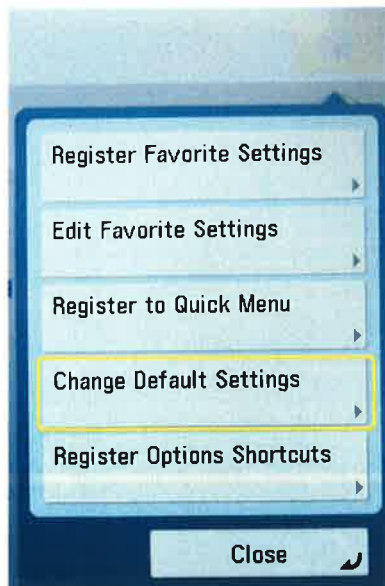 Register Favorite Settings
Edit Favorite Settings
Register to Quick Menu
Change Default Settings
Register Options Shortcuts
Close